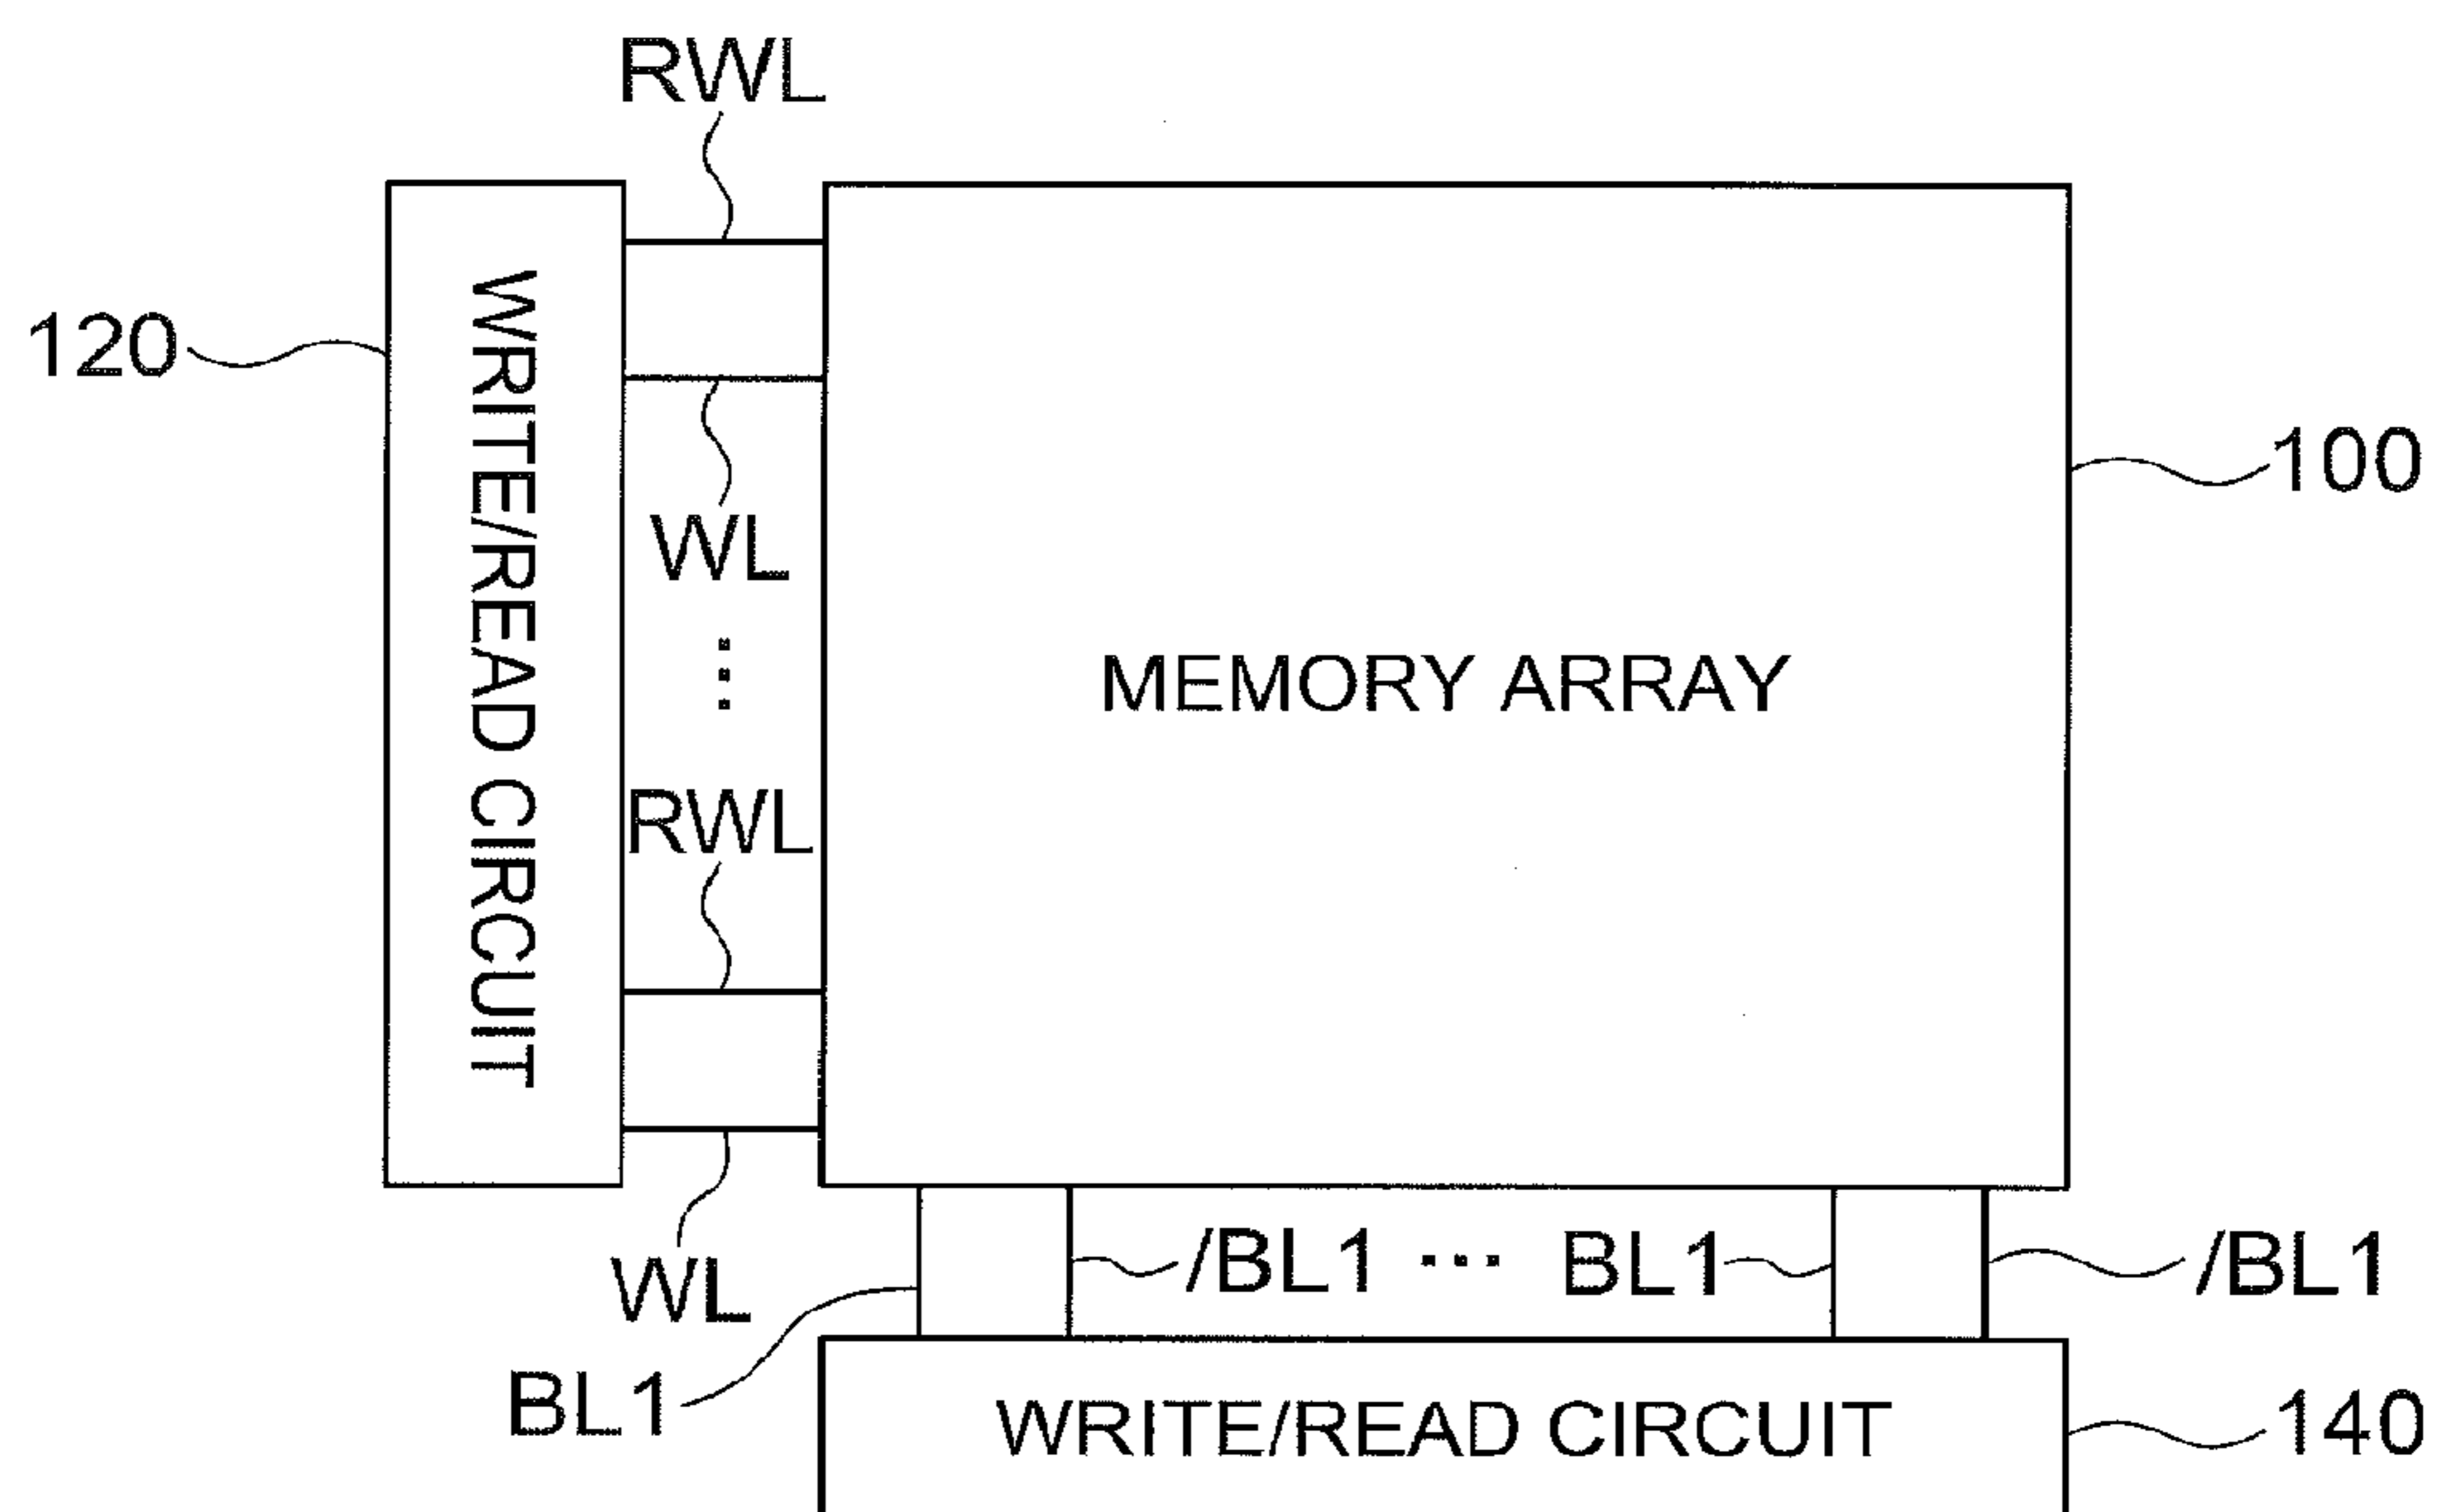 RWL
120
WRITE/READ CIRCUIT
WL
RWL
WL
MEMORY ARRAY
100
BL1
/BL1 ... BL1
/BL1
WRITE/READ CIRCUIT
140